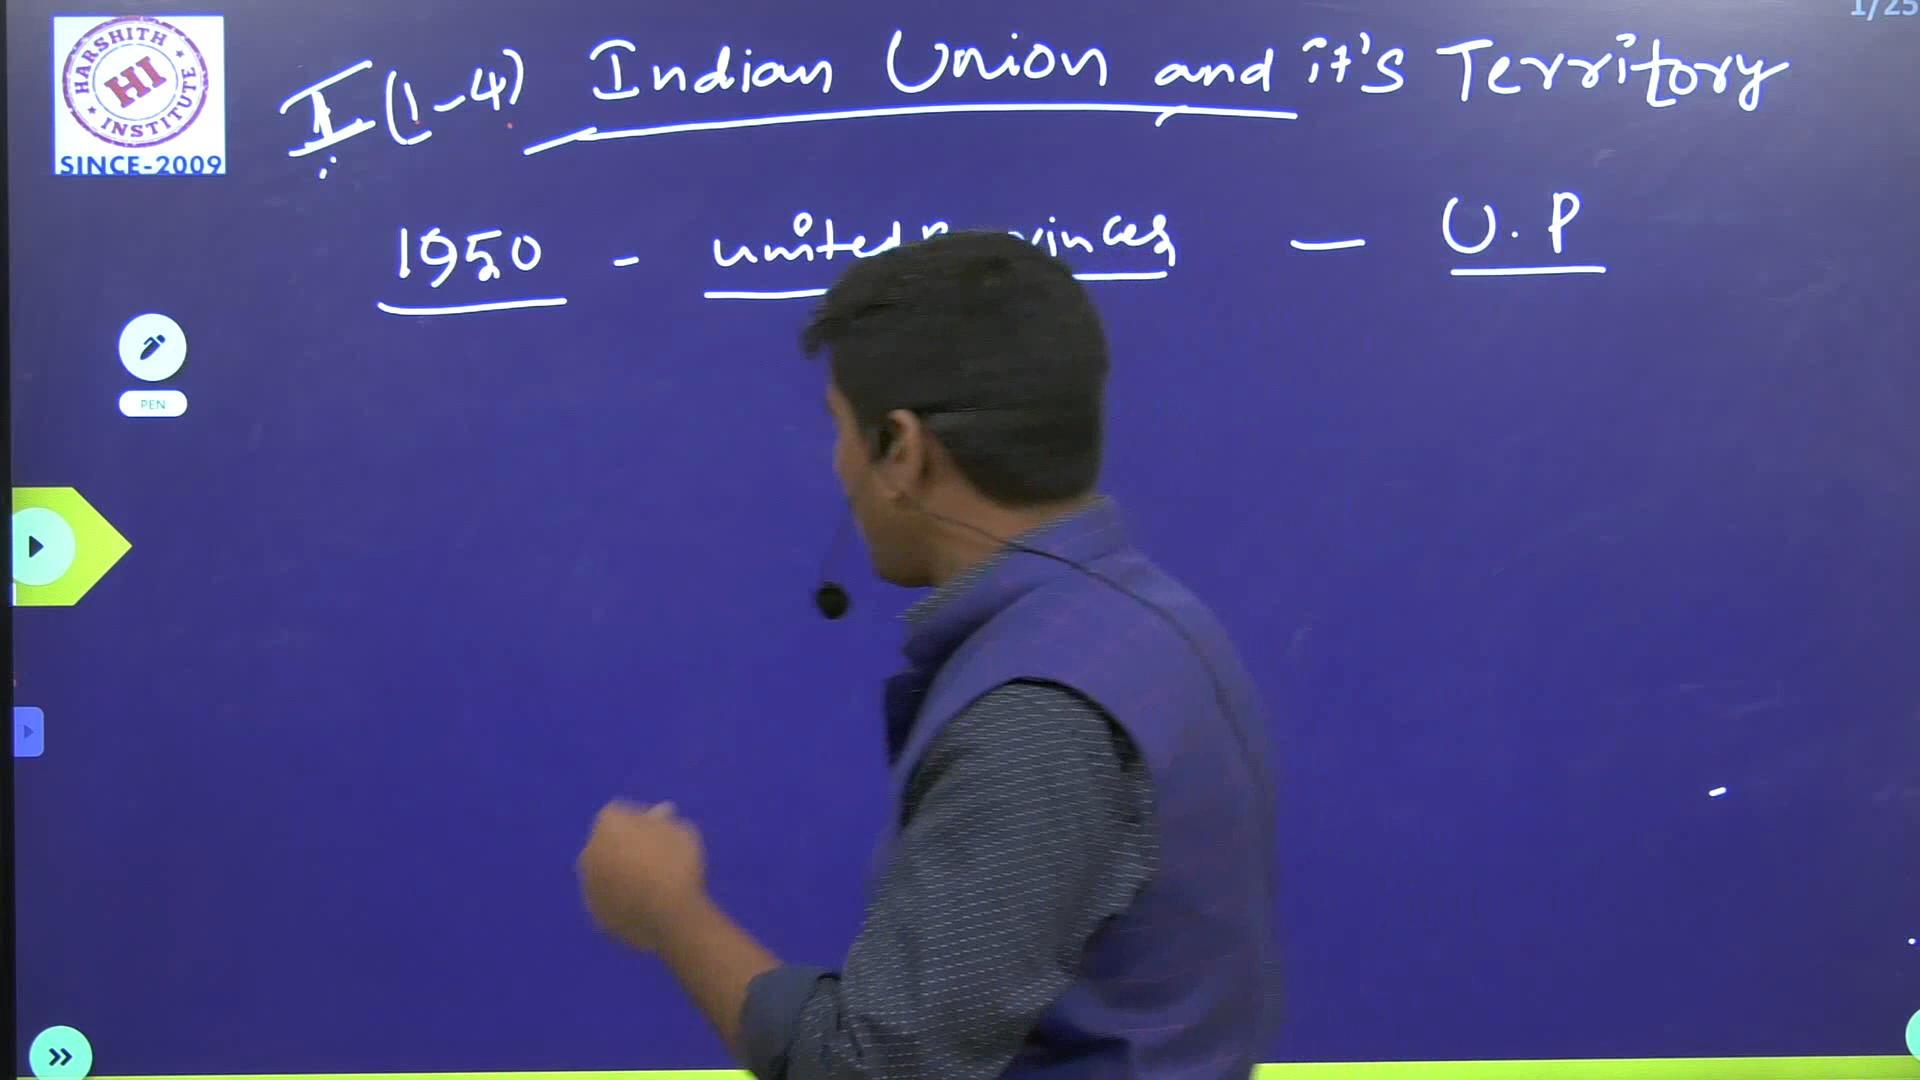 1/25
HARSHITH
HI
INSTITUTE
SINCE-2009
I (1-4) Indian Union and it's Territory
1950 - united - U.P
PEN